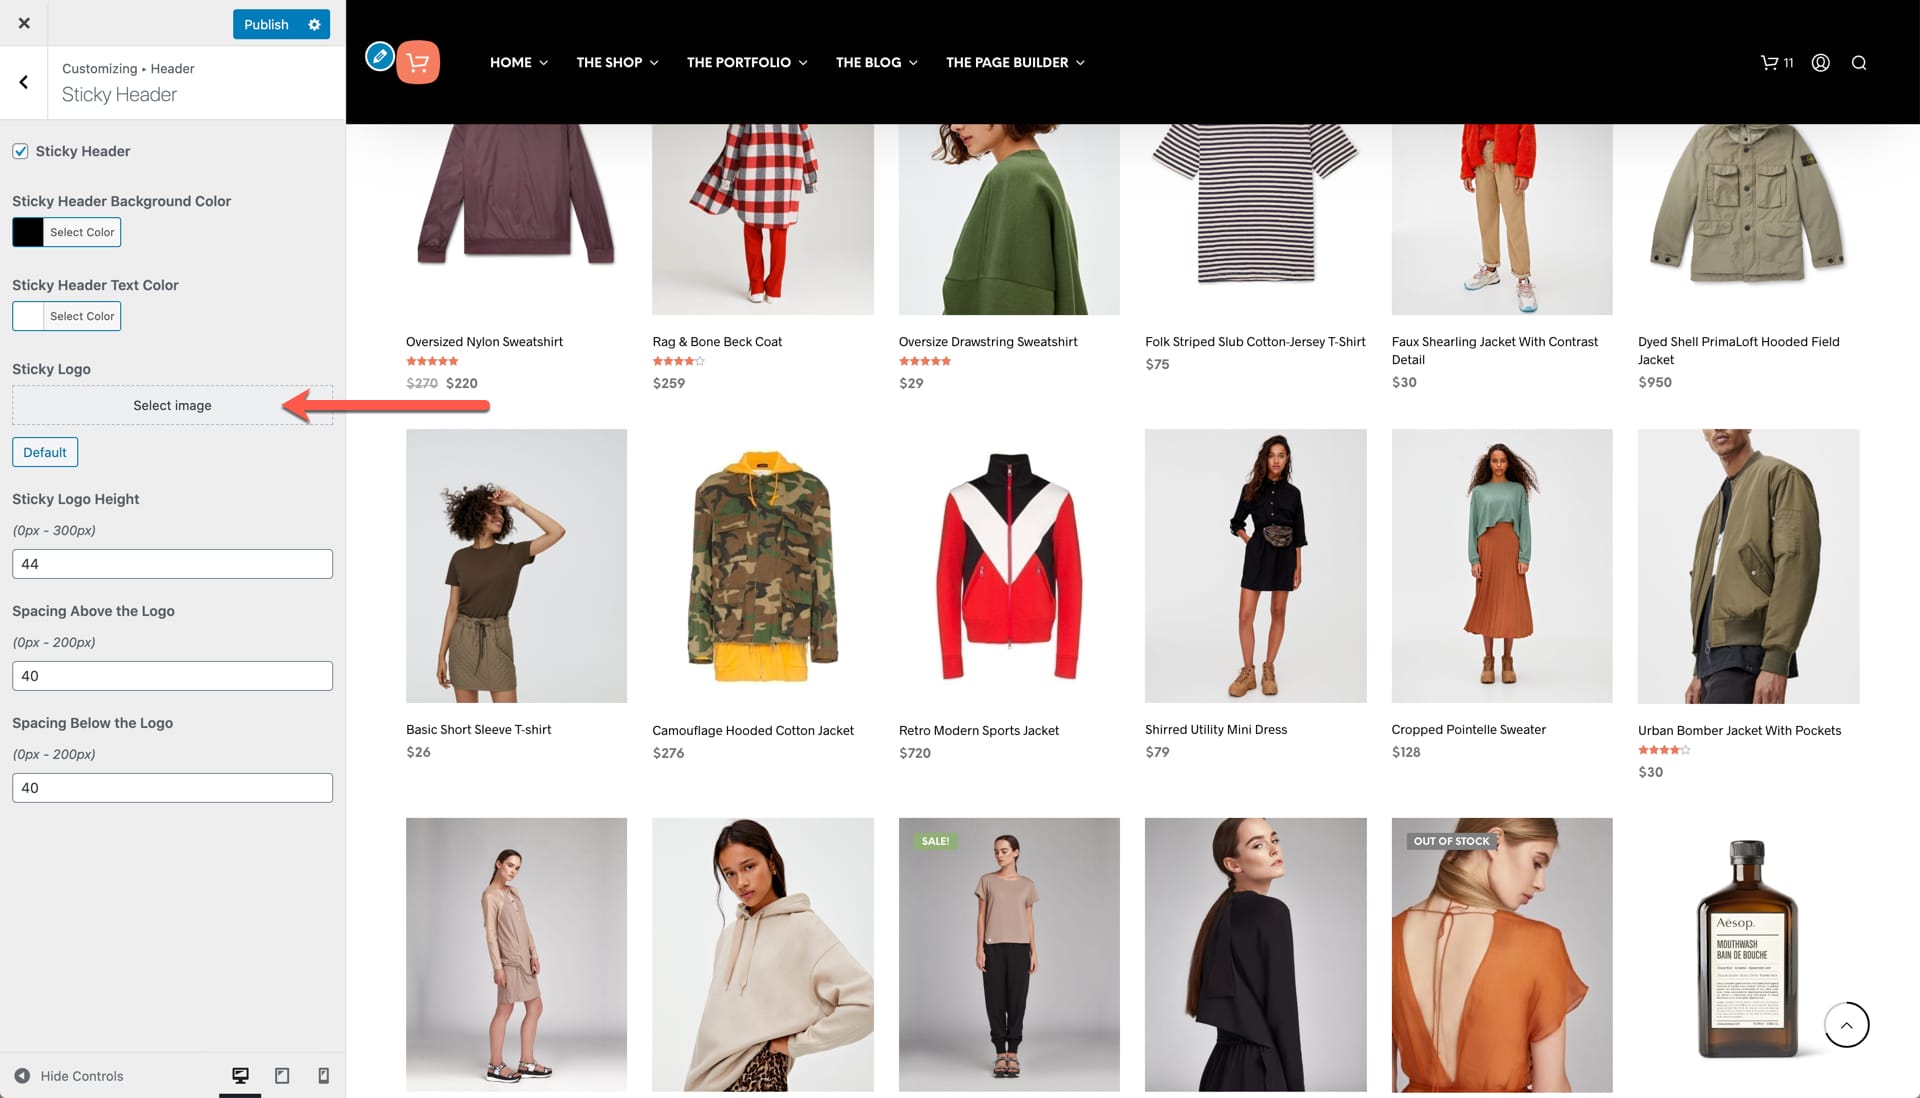 Publish
Customizing ▸ Header
Sticky Header
Sticky Header
Sticky Header Background Color
Select Color
Sticky Header Text Color
Select Color
Sticky Logo
Select image
Default
Sticky Logo Height
(0px - 300px)
44
Spacing Above the Logo
(0px - 200px)
40
Spacing Below the Logo
(0px - 200px)
40
Hide Controls
HOME THE SHOP THE PORTFOLIO THE BLOG THE PAGE BUILDER
11
Oversized Nylon Sweatshirt
$270 $220
Rag & Bone Beck Coat
$259
Oversize Drawstring Sweatshirt
$29
Folk Striped Slub Cotton-Jersey T-Shirt
$75
Faux Shearling Jacket With Contrast
Detail
$30
Dyed Shell PrimaLoft Hooded Field
Jacket
$950
Basic Short Sleeve T-shirt
$26
Camouflage Hooded Cotton Jacket
$276
Retro Modern Sports Jacket
$720
Shirred Utility Mini Dress
$79
Cropped Pointelle Sweater
$128
Urban Bomber Jacket With Pockets
$30
SALE!
OUT OF STOCK
Aēsop.
MOUTHWASH
BAIN DE BOUCHE